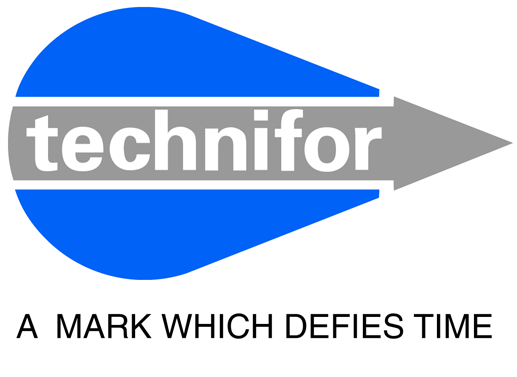 technifor
A MARK WHICH DEFIES TIME